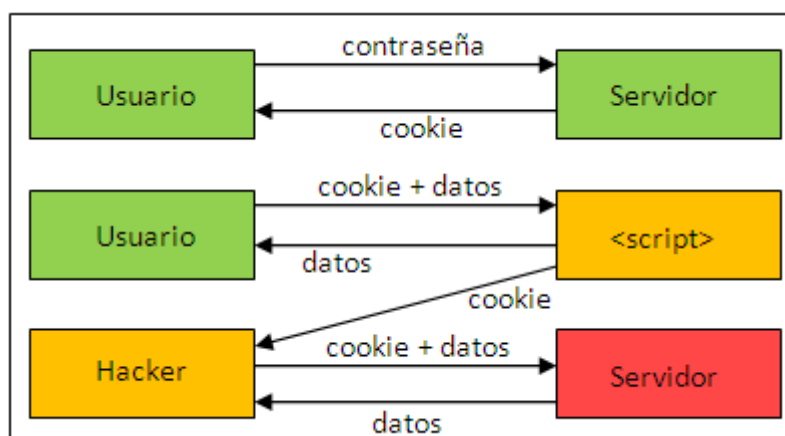 contraseña
Usuario
Servidor
cookie
cookie + datos
Usuario
<script>
datos
cookie
cookie + datos
Hacker
Servidor
datos